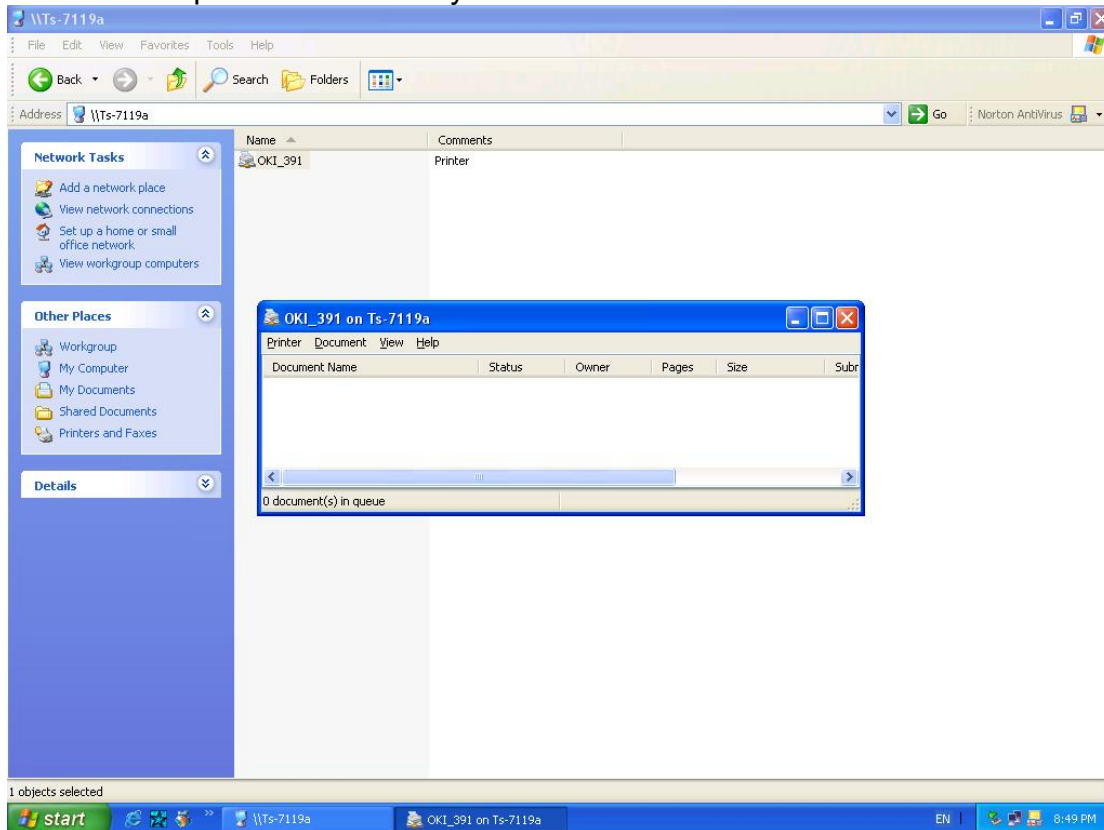 \\Ts-7119a
File Edit View Favorites Tools Help
Back Search Folders
Address \\Ts-7119a Go Norton AntiVirus
Name Comments
OKI_391 Printer
Network Tasks
Add a network place
View network connections
Set up a home or small
office network
View workgroup computers
Other Places
Workgroup
My Computer
My Documents
Shared Documents
Printers and Faxes
Details
OKI_391 on Ts-7119a
Printer Document View Help
Document Name Status Owner Pages Size Subr
0 document(s) in queue
1 objects selected
start \\Ts-7119a OKI_391 on Ts-7119a EN 8:49 PM